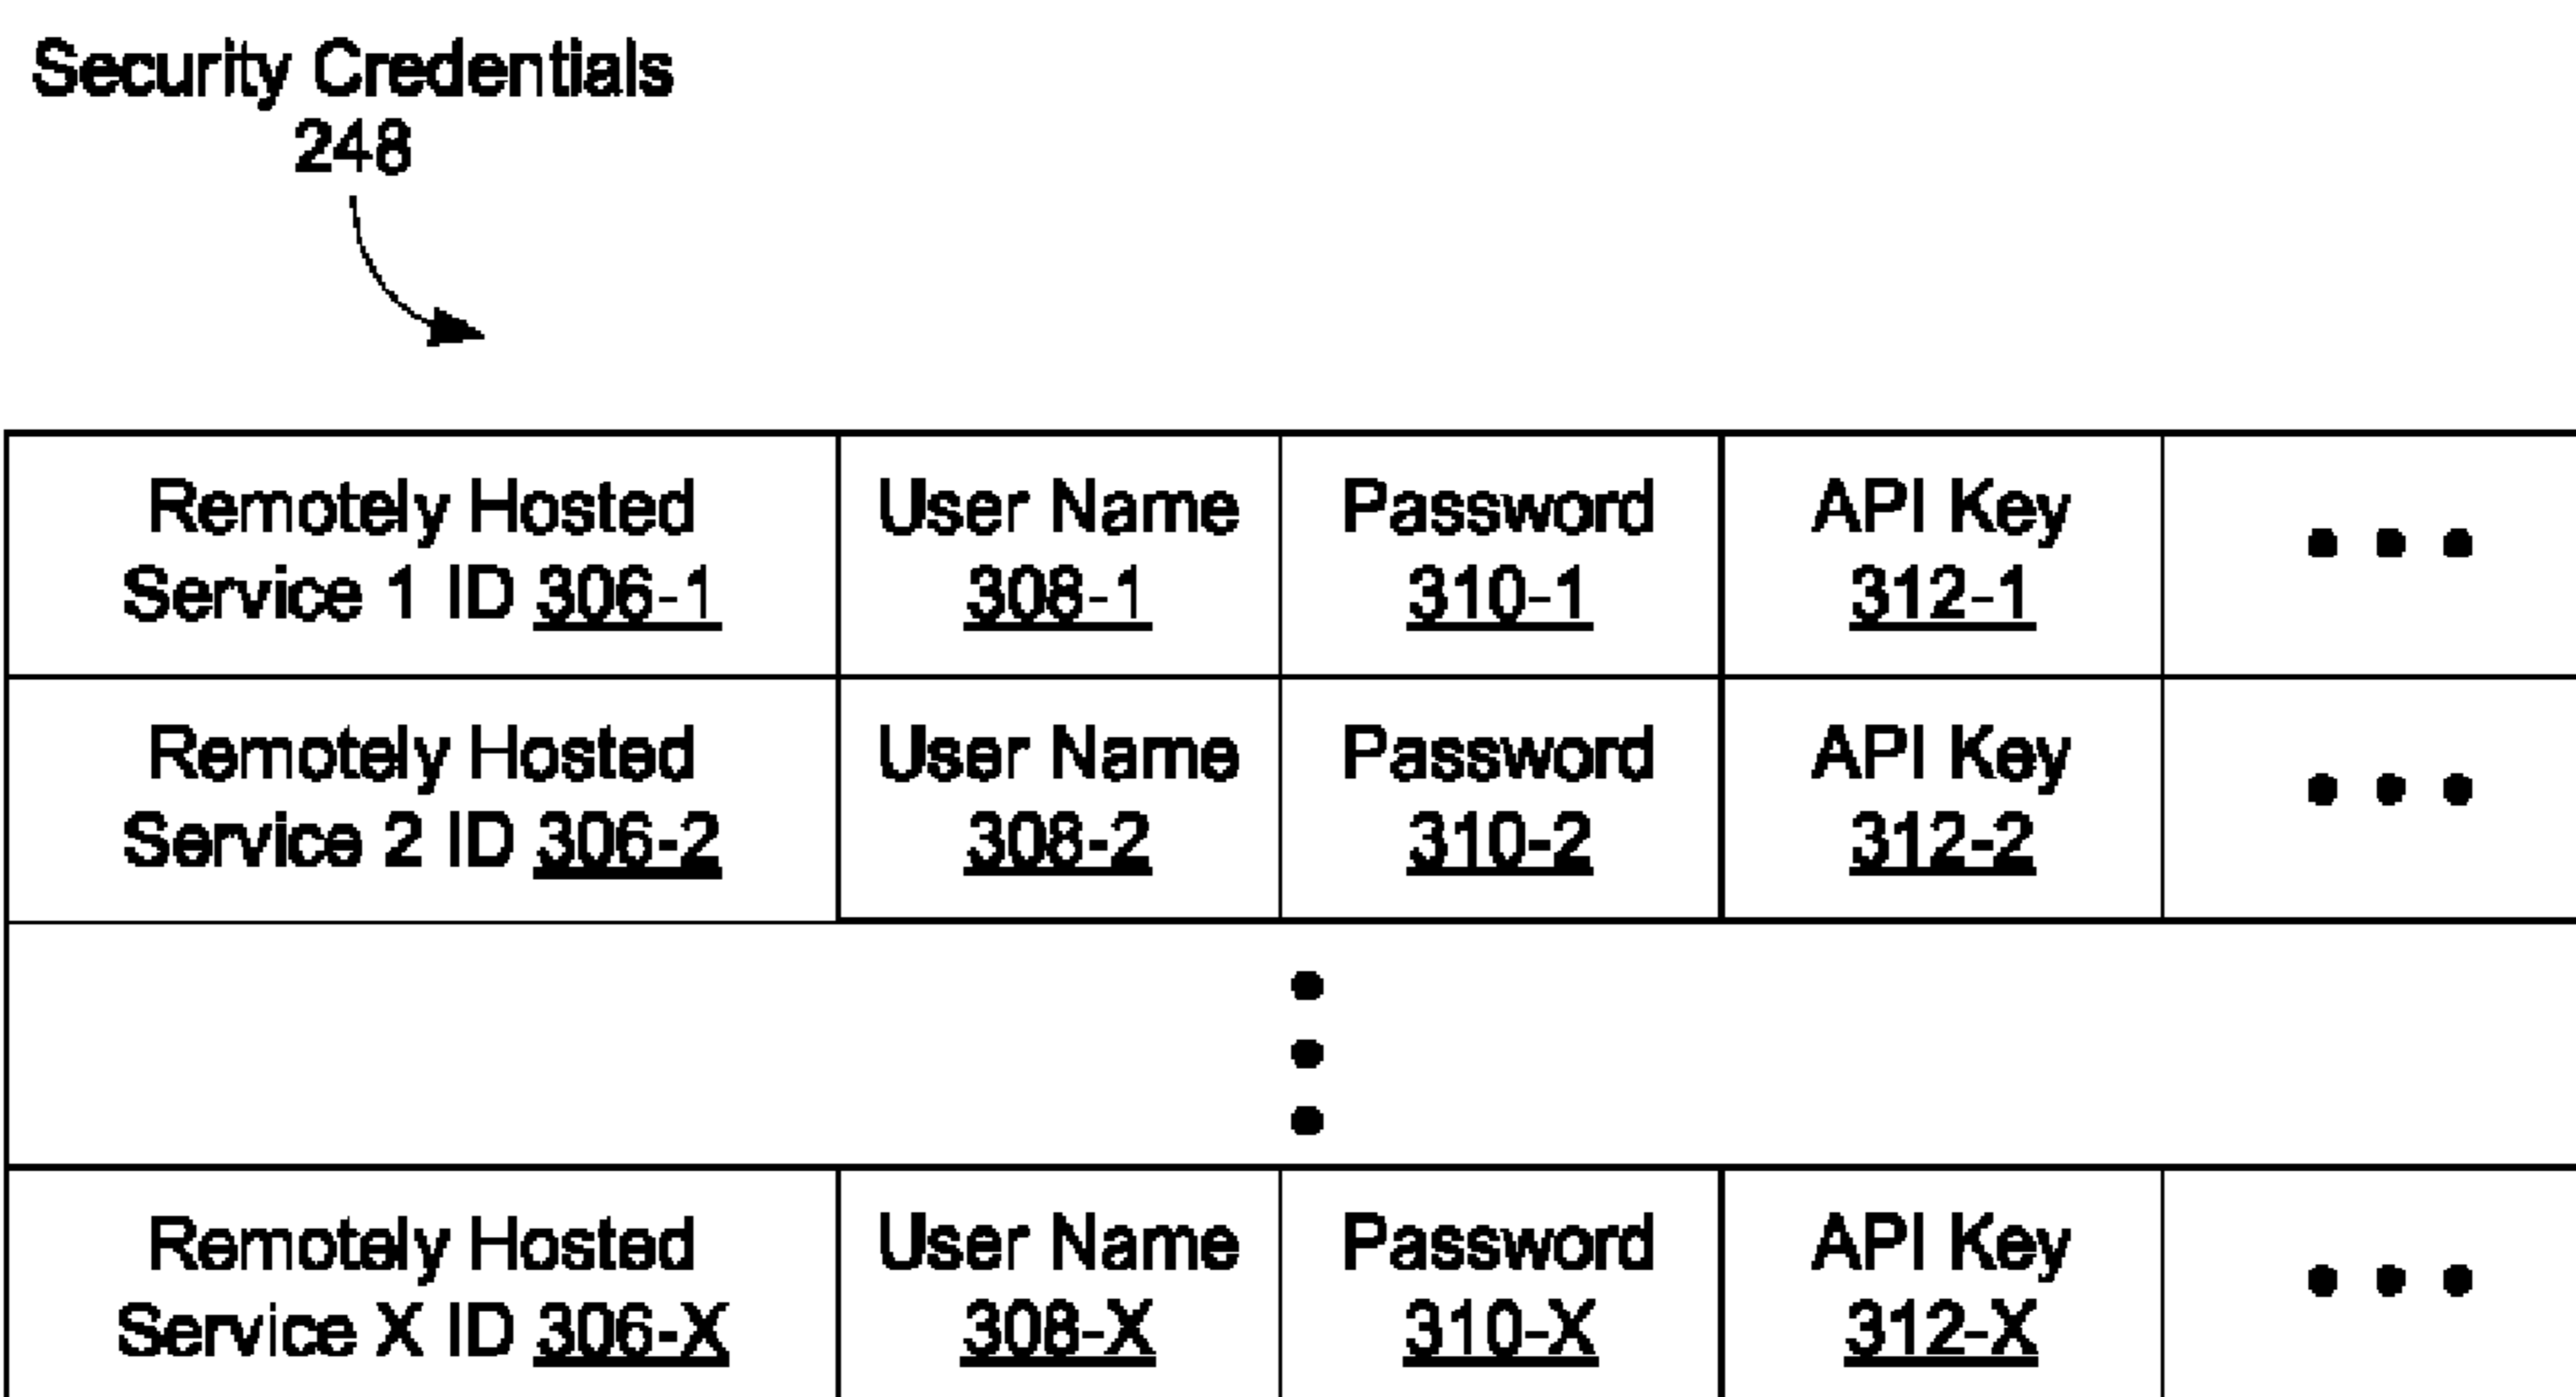 Security Credentials
248
Remotely Hosted
Service 1 ID 306-1
User Name
308-1
Password
310-1
API Key
312-1
• • •
Remotely Hosted
Service 2 ID 306-2
User Name
308-2
Password
310-2
API Key
312-2
• • •
Remotely Hosted
Service X ID 306-X
User Name
308-X
Password
310-X
API Key
312-X
• • •